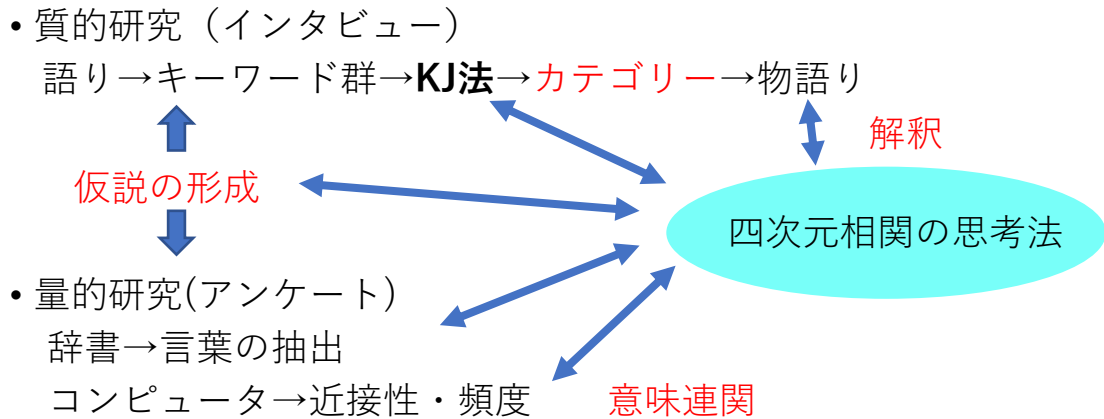 • 質的研究（インタビュー）
語り→キーワード群→KJ法→カテゴリー→物語り
解釈
仮説の形成
四次元相関の思考法
• 量的研究(アンケート)
辞書→言葉の抽出
コンピュータ→近接性・頻度 意味連関